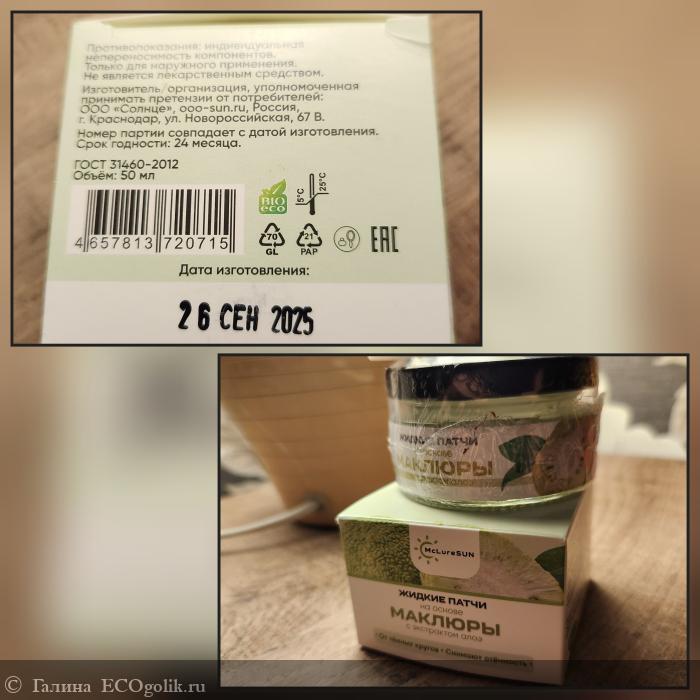 Противопоказания: индивидуальная
непереносимость компонентов.
Только для наружного применения.
Не является лекарственным средством.
Изготовитель/организация, уполномоченная
принимать претензии от потребителей:
ООО «Солнце», ooo-sun.ru, Россия,
г. Краснодар, ул. Новороссийская, 67 В.
Номер партии совпадает с датой изготовления.
Срок годности: 24 месяца.
ГОСТ 31460-2012
Объём: 50 мл
BIO
eco
5°C
25°C
4 657813 720715
70
GL
21
PAP
EAC
Дата изготовления:
26 СЕН 2025
ЖИДКИЕ ПАТЧИ
на основе
МАКЛЮРЫ
McLureSUN
ЖИДКИЕ ПАТЧИ
на основе
МАКЛЮРЫ
с экстрактом алоэ
• От тёмных кругов • Снимают отёчность •
© Галина ECOgolik.ru